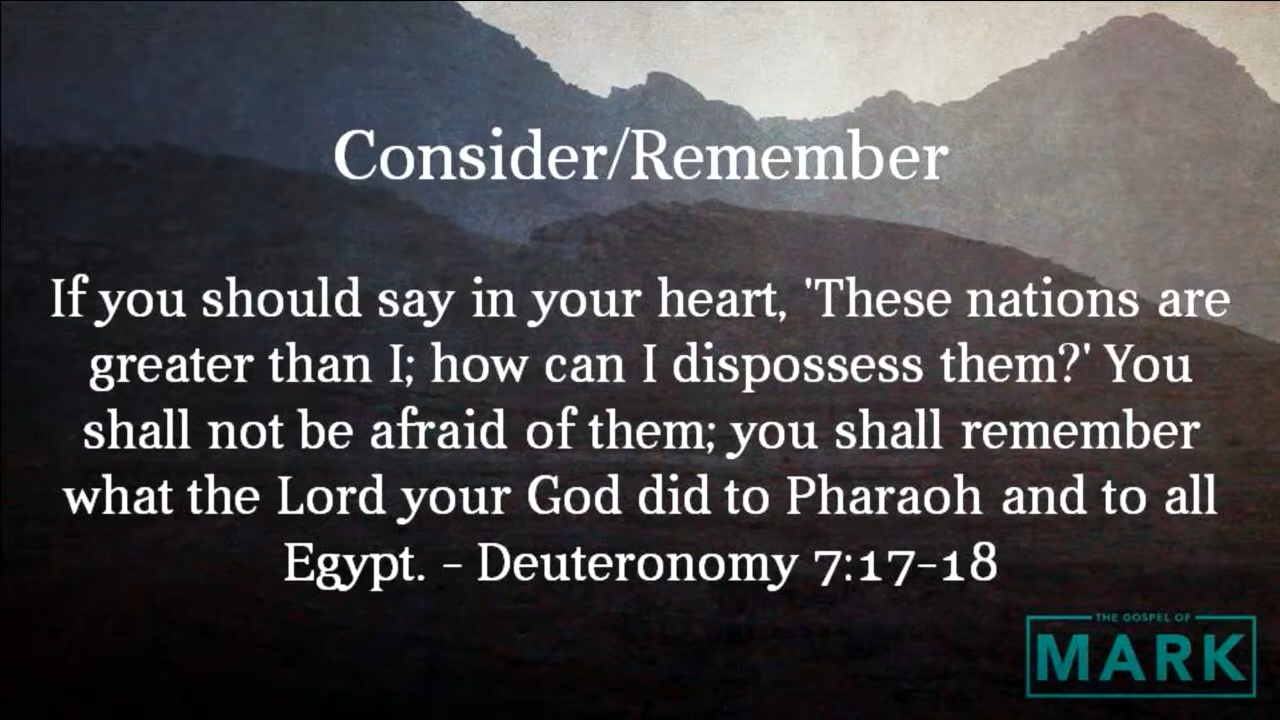 Consider/Remember
If you should say in your heart, 'These nations are
greater than I; how can I dispossess them?' You
shall not be afraid of them; you shall remember
what the Lord your God did to Pharaoh and to all
Egypt. - Deuteronomy 7:17-18
THE GOSPEL OF
MARK